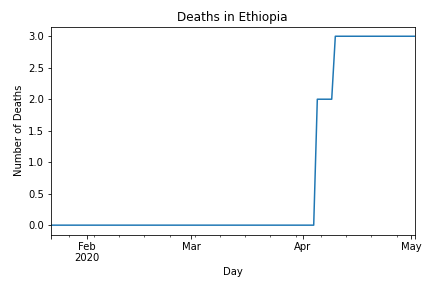 Deaths in Ethiopia
3.0
2.5
2.0
1.5
1.0
0.5
0.0
Number of Deaths
Feb
2020
Mar
Apr
May
Day